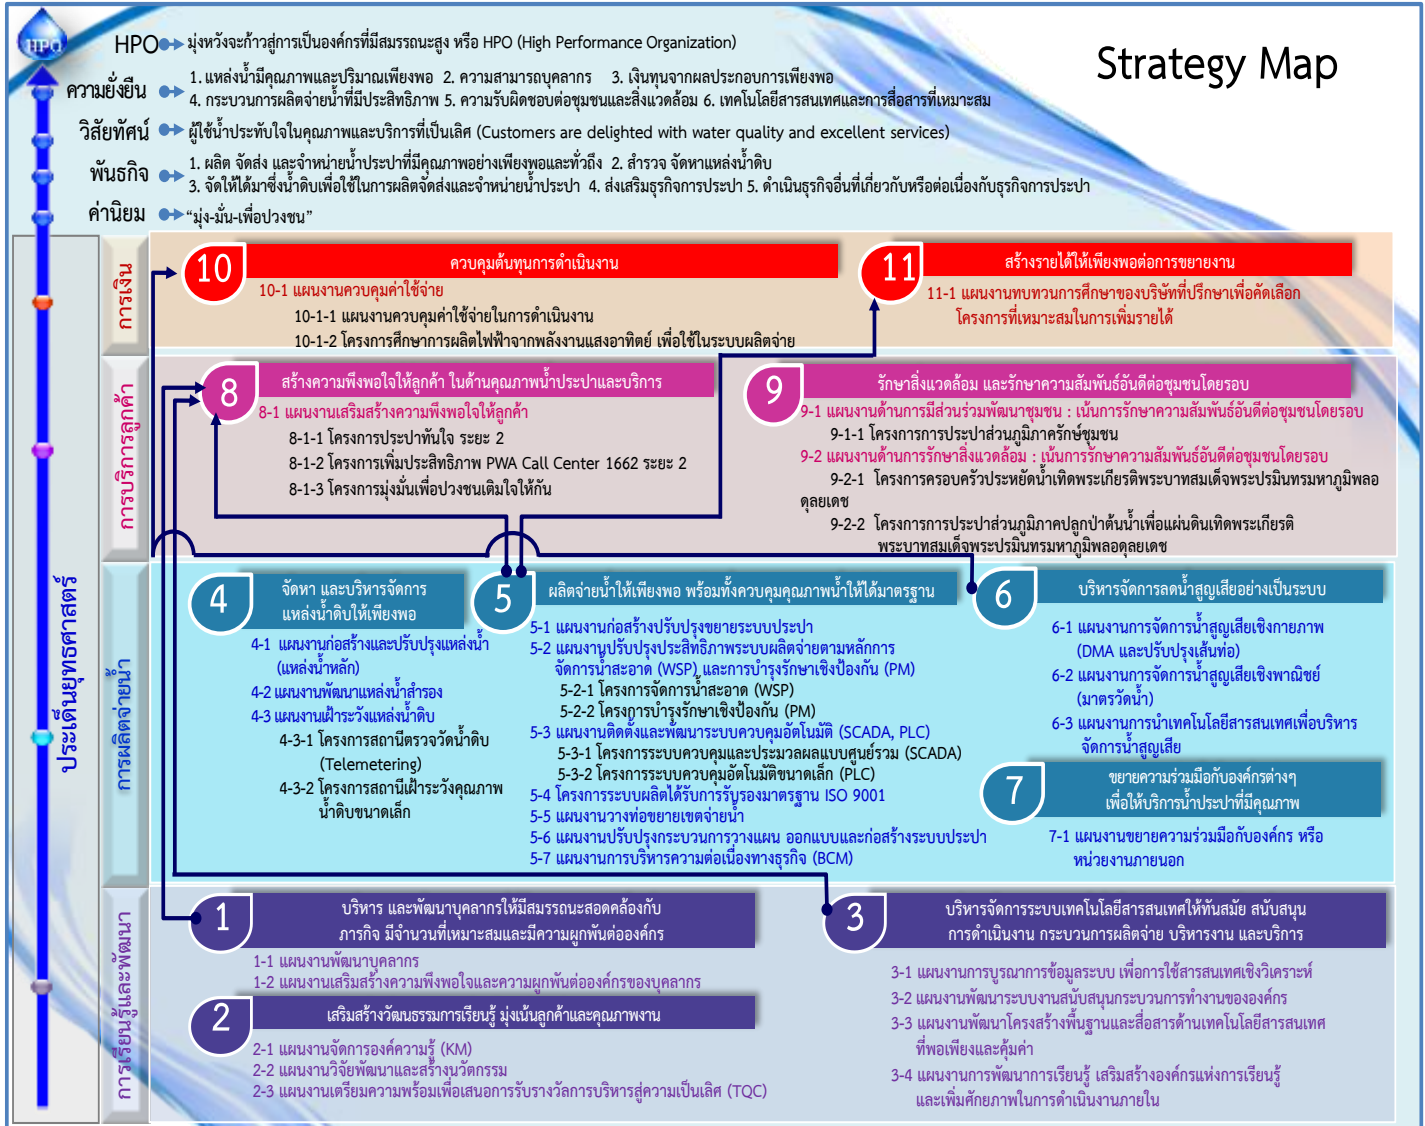 HPO
Strategy Map
HPO มุ่งหวังจะก้าวสู่การเป็นองค์กรที่มีสมรรถนะสูง หรือ HPO (High Performance Organization)
ความยั่งยืน 1. แหล่งน้ำมีคุณภาพและปริมาณเพียงพอ 2. ความสามารถบุคลากร 3. เงินทุนจากผลประกอบการเพียงพอ
4. กระบวนการผลิตจ่ายน้ำที่มีประสิทธิภาพ 5. ความรับผิดชอบต่อชุมชนและสิ่งแวดล้อม 6. เทคโนโลยีสารสนเทศและการสื่อสารที่เหมาะสม
วิสัยทัศน์ ผู้ใช้น้ำประทับใจในคุณภาพและบริการที่เป็นเลิศ (Customers are delighted with water quality and excellent services)
พันธกิจ 1. ผลิต จัดส่ง และจำหน่ายน้ำประปาที่มีคุณภาพอย่างเพียงพอและทั่วถึง 2. สำรวจ จัดหาแหล่งน้ำดิบ
3. จัดให้ได้มาซึ่งน้ำดิบเพื่อใช้ในการผลิตจัดส่งและจำหน่ายน้ำประปา 4. ส่งเสริมธุรกิจการประปา 5. ดำเนินธุรกิจอื่นที่เกี่ยวกับหรือต่อเนื่องกับธุรกิจการประปา
ค่านิยม "มุ่ง-มั่น-เพื่อปวงชน"
ประเด็นยุทธศาสตร์
การเงิน
10 ควบคุมต้นทุนการดำเนินงาน
10-1 แผนงานควบคุมค่าใช้จ่าย
10-1-1 แผนงานควบคุมค่าใช้จ่ายในการดำเนินงาน
10-1-2 โครงการศึกษาการผลิตไฟฟ้าจากพลังงานแสงอาทิตย์ เพื่อใช้ในระบบผลิตจ่าย
11 สร้างรายได้ให้เพียงพอต่อการขยายงาน
11-1 แผนงานทบทวนการศึกษาของบริษัทที่ปรึกษาเพื่อคัดเลือก
โครงการที่เหมาะสมในการเพิ่มรายได้
การบริการลูกค้า
8 สร้างความพึงพอใจให้ลูกค้า ในด้านคุณภาพน้ำประปาและบริการ
8-1 แผนงานเสริมสร้างความพึงพอใจให้ลูกค้า
8-1-1 โครงการประปาทันใจ ระยะ 2
8-1-2 โครงการเพิ่มประสิทธิภาพ PWA Call Center 1662 ระยะ 2
8-1-3 โครงการมุ่งมั่นเพื่อปวงชนเติมใจให้กัน
9 รักษาสิ่งแวดล้อม และรักษาความสัมพันธ์อันดีต่อชุมชนโดยรอบ
9-1 แผนงานด้านการมีส่วนร่วมพัฒนาชุมชน : เน้นการรักษาความสัมพันธ์อันดีต่อชุมชนโดยรอบ
9-1-1 โครงการการประปาส่วนภูมิภาครักษ์ชุมชน
9-2 แผนงานด้านการรักษาสิ่งแวดล้อม : เน้นการรักษาความสัมพันธ์อันดีต่อชุมชนโดยรอบ
9-2-1 โครงการครอบครัวประหยัดน้ำเทิดพระเกียรติพระบาทสมเด็จพระปรมินทรมหาภูมิพลอ
ดุลยเดช
9-2-2 โครงการการประปาส่วนภูมิภาคปลูกป่าต้นน้ำเพื่อแผ่นดินเทิดพระเกียรติ
พระบาทสมเด็จพระปรมินทรมหาภูมิพลอดุลยเดช
การผลิตจ่ายน้ำ
4 จัดหา และบริหารจัดการ
แหล่งน้ำดิบให้เพียงพอ
4-1 แผนงานก่อสร้างและปรับปรุงแหล่งน้ำ
(แหล่งน้ำหลัก)
4-2 แผนงานพัฒนาแหล่งน้ำสำรอง
4-3 แผนงานเฝ้าระวังแหล่งน้ำดิบ
4-3-1 โครงการสถานีตรวจวัดน้ำดิบ
(Telemetering)
4-3-2 โครงการสถานีเฝ้าระวังคุณภาพ
น้ำดิบขนาดเล็ก
5 ผลิตจ่ายน้ำให้เพียงพอ พร้อมทั้งควบคุมคุณภาพน้ำให้ได้มาตรฐาน
5-1 แผนงานก่อสร้างปรับปรุงขยายระบบประปา
5-2 แผนงานปรับปรุงประสิทธิภาพระบบผลิตจ่ายตามหลักการ
จัดการน้ำสะอาด (WSP) และการบำรุงรักษาเชิงป้องกัน (PM)
5-2-1 โครงการจัดการน้ำสะอาด (WSP)
5-2-2 โครงการบำรุงรักษาเชิงป้องกัน (PM)
5-3 แผนงานติดตั้งและพัฒนาระบบควบคุมอัตโนมัติ (SCADA, PLC)
5-3-1 โครงการระบบควบคุมและประมวลผลแบบศูนย์รวม (SCADA)
5-3-2 โครงการระบบควบคุมอัตโนมัติขนาดเล็ก (PLC)
5-4 โครงการระบบผลิตได้รับการรับรองมาตรฐาน ISO 9001
5-5 แผนงานวางท่อขยายเขตจ่ายน้ำ
5-6 แผนงานปรับปรุงกระบวนการวางแผน ออกแบบและก่อสร้างระบบประปา
5-7 แผนงานการบริหารความต่อเนื่องทางธุรกิจ (BCM)
6 บริหารจัดการลดน้ำสูญเสียอย่างเป็นระบบ
6-1 แผนงานการจัดการน้ำสูญเสียเชิงกายภาพ
(DMA และปรับปรุงเส้นท่อ)
6-2 แผนงานการจัดการน้ำสูญเสียเชิงพาณิชย์
(มาตรวัดน้ำ)
6-3 แผนงานการนำเทคโนโลยีสารสนเทศเพื่อบริหาร
จัดการน้ำสูญเสีย
7 ขยายความร่วมมือกับองค์กรต่างๆ
เพื่อให้บริการน้ำประปาที่มีคุณภาพ
7-1 แผนงานขยายความร่วมมือกับองค์กร หรือ
หน่วยงานภายนอก
การเรียนรู้และพัฒนา
1 บริหาร และพัฒนาบุคลากรให้มีสมรรถนะสอดคล้องกับ
ภารกิจ มีจำนวนที่เหมาะสมและมีความผูกพันต่อองค์กร
1-1 แผนงานพัฒนาบุคลากร
1-2 แผนงานเสริมสร้างความพึงพอใจและความผูกพันต่อองค์กรของบุคลากร
2 เสริมสร้างวัฒนธรรมการเรียนรู้ มุ่งเน้นลูกค้าและคุณภาพงาน
2-1 แผนงานจัดการองค์ความรู้ (KM)
2-2 แผนงานวิจัยพัฒนาและสร้างนวัตกรรม
2-3 แผนงานเตรียมความพร้อมเพื่อเสนอการรับรางวัลการบริหารสู่ความเป็นเลิศ (TQC)
3 บริหารจัดการระบบเทคโนโลยีสารสนเทศให้ทันสมัย สนับสนุน
การดำเนินงาน กระบวนการผลิตจ่าย บริหารงาน และบริการ
3-1 แผนงานการบูรณาการข้อมูลระบบ เพื่อการใช้สารสนเทศเชิงวิเคราะห์
3-2 แผนงานพัฒนาระบบงานสนับสนุนกระบวนการทำงานขององค์กร
3-3 แผนงานพัฒนาโครงสร้างพื้นฐานและสื่อสารด้านเทคโนโลยีสารสนเทศ
ที่พอเพียงและคุ้มค่า
3-4 แผนงานการพัฒนาการเรียนรู้ เสริมสร้างองค์กรแห่งการเรียนรู้
และเพิ่มศักยภาพในการดำเนินงานภายใน